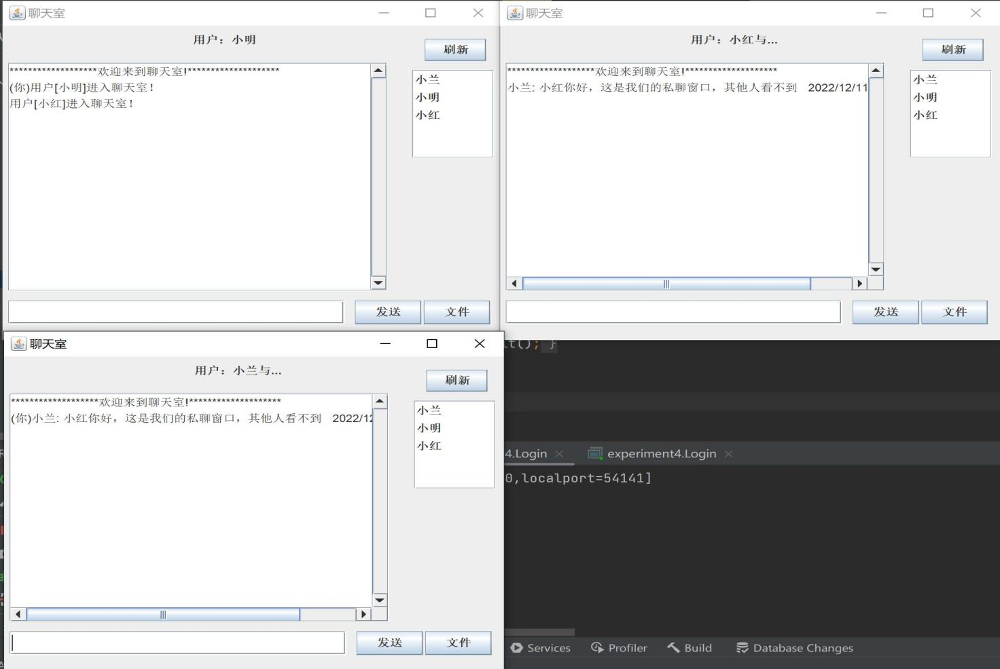 聊天室
用户：小明
刷新
*******************欢迎来到聊天室!********************
(你)用户[小明]进入聊天室！
用户[小红]进入聊天室！
小兰
小明
小红
发送 文件
聊天室
用户：小红与...
刷新
*******************欢迎来到聊天室!********************
小兰: 小红你好，这是我们的私聊窗口，其他人看不到 2022/12/11
小兰
小明
小红
发送 文件
聊天室
用户：小兰与...
刷新
*******************欢迎来到聊天室!********************
(你)小兰: 小红你好，这是我们的私聊窗口，其他人看不到 2022/12
小兰
小明
小红
发送 文件
t(); }
4.Login experiment4.Login
0,localport=54141]
Services Profiler Build Database Changes